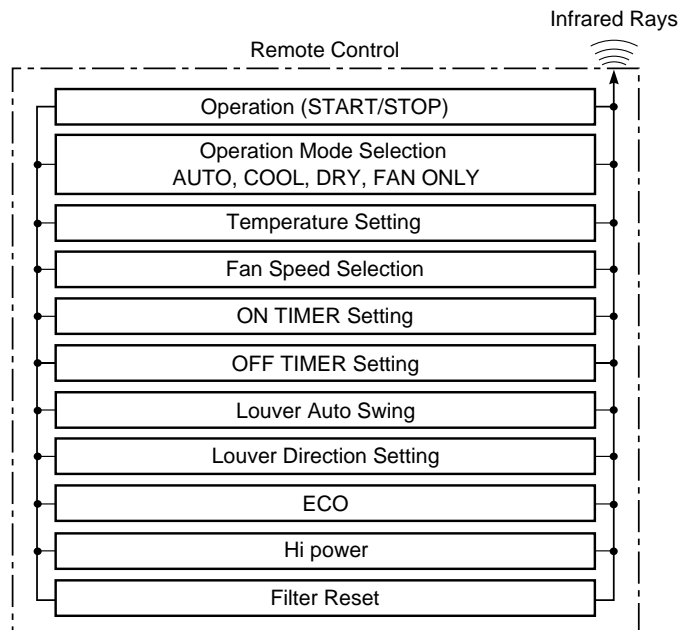 Infrared Rays
Remote Control
Operation (START/STOP)
Operation Mode Selection
AUTO, COOL, DRY, FAN ONLY
Temperature Setting
Fan Speed Selection
ON TIMER Setting
OFF TIMER Setting
Louver Auto Swing
Louver Direction Setting
ECO
Hi power
Filter Reset